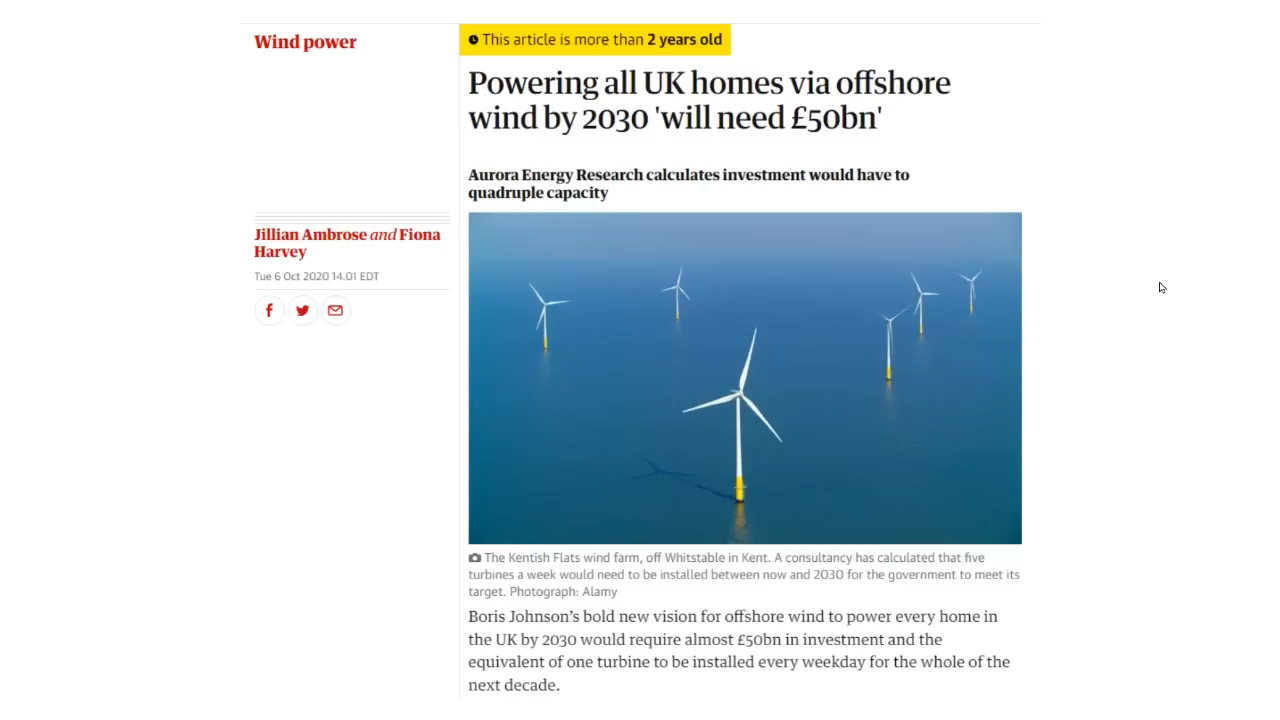 Wind power
This article is more than 2 years old
Powering all UK homes via offshore
wind by 2030 'will need £50bn'
Aurora Energy Research calculates investment would have to
quadruple capacity
Jillian Ambrose and Fiona
Harvey
Tue 6 Oct 2020 14.01 EDT
The Kentish Flats wind farm, off Whitstable in Kent. A consultancy has calculated that five
turbines a week would need to be installed between now and 2030 for the government to meet its
target. Photograph: Alamy
Boris Johnson’s bold new vision for offshore wind to power every home in
the UK by 2030 would require almost £50bn in investment and the
equivalent of one turbine to be installed every weekday for the whole of the
next decade.